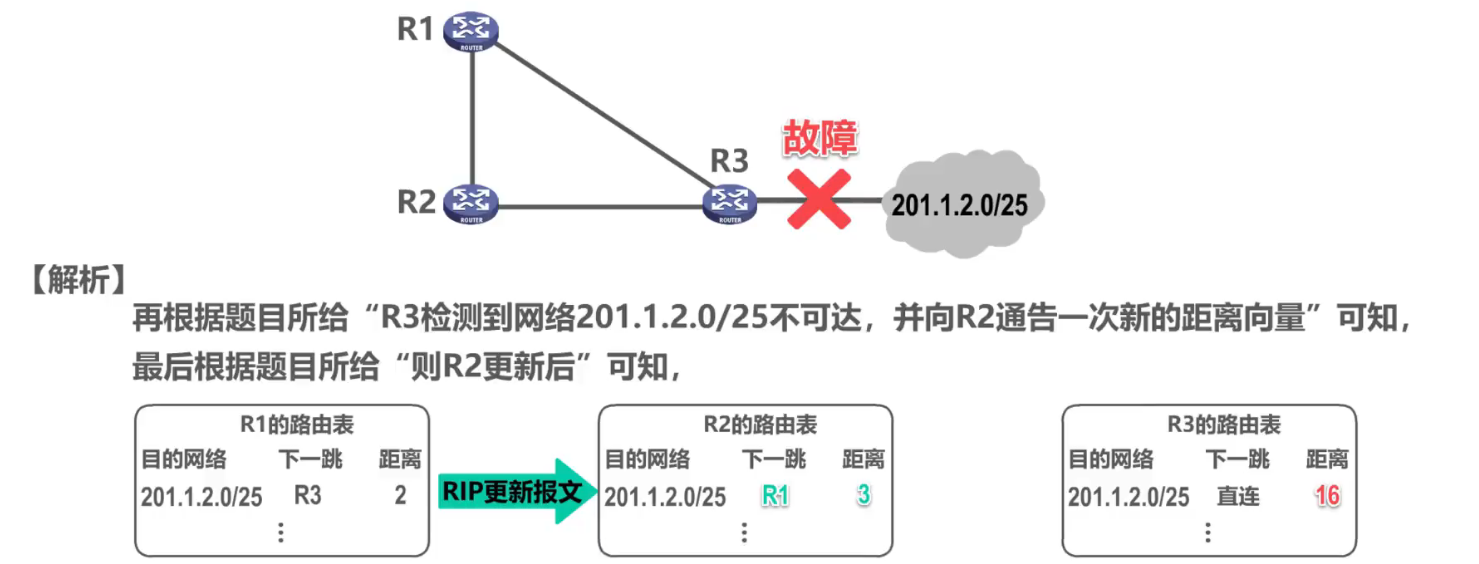 R1
ROUTER
故障
R3
R2
ROUTER
ROUTER
201.1.2.0/25
【解析】
再根据题目所给“R3检测到网络201.1.2.0/25不可达，并向R2通告一次新的距离向量”可知，
最后根据题目所给“则R2更新后”可知，
R1的路由表
目的网络 下一跳 距离
201.1.2.0/25 R3 2
⋮
RIP更新报文
R2的路由表
目的网络 下一跳 距离
201.1.2.0/25 R1 3
⋮
R3的路由表
目的网络 下一跳 距离
201.1.2.0/25 直连 16
⋮